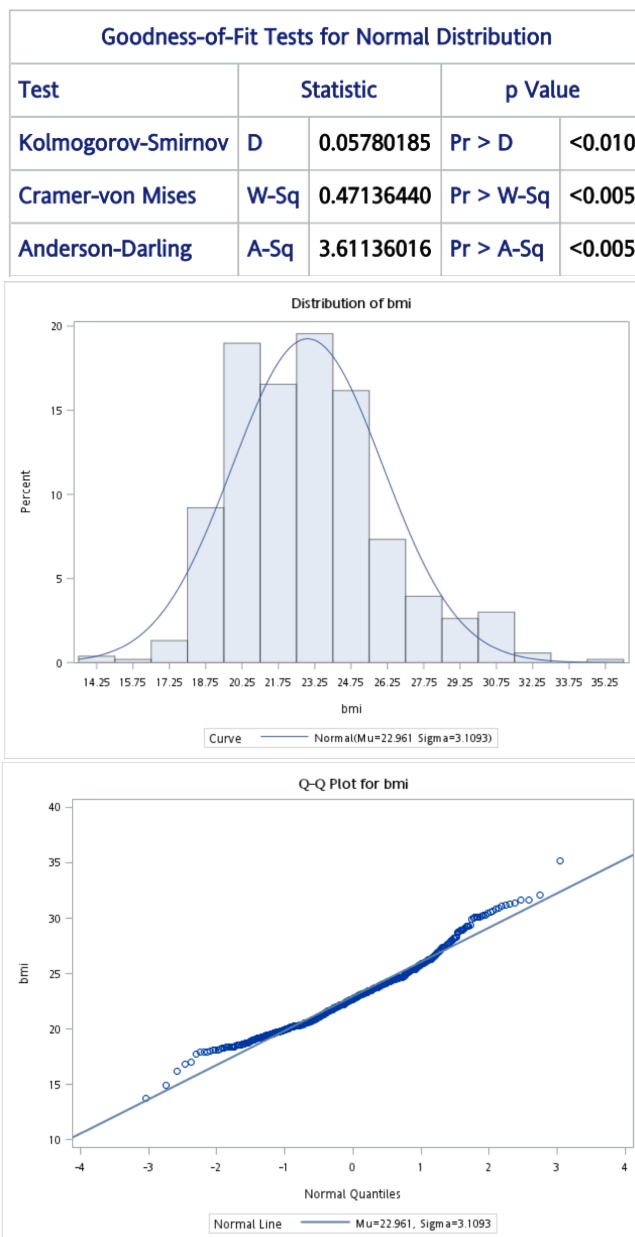 Goodness-of-Fit Tests for Normal Distribution
Test Statistic p Value
Kolmogorov-Smirnov D 0.05780185 Pr > D <0.010
Cramer-von Mises W-Sq 0.47136440 Pr > W-Sq <0.005
Anderson-Darling A-Sq 3.61136016 Pr > A-Sq <0.005
Distribution of bmi
20
15
10
5
0
Percent
14.25 15.75 17.25 18.75 20.25 21.75 23.25 24.75 26.25 27.75 29.25 30.75 32.25 33.75 35.25
bmi
Curve Normal(Mu=22.961 Sigma=3.1093)
Q-Q Plot for bmi
40
35
30
25
20
15
10
bmi
-4 -3 -2 -1 0 1 2 3 4
Normal Quantiles
Normal Line Mu=22.961, Sigma=3.1093